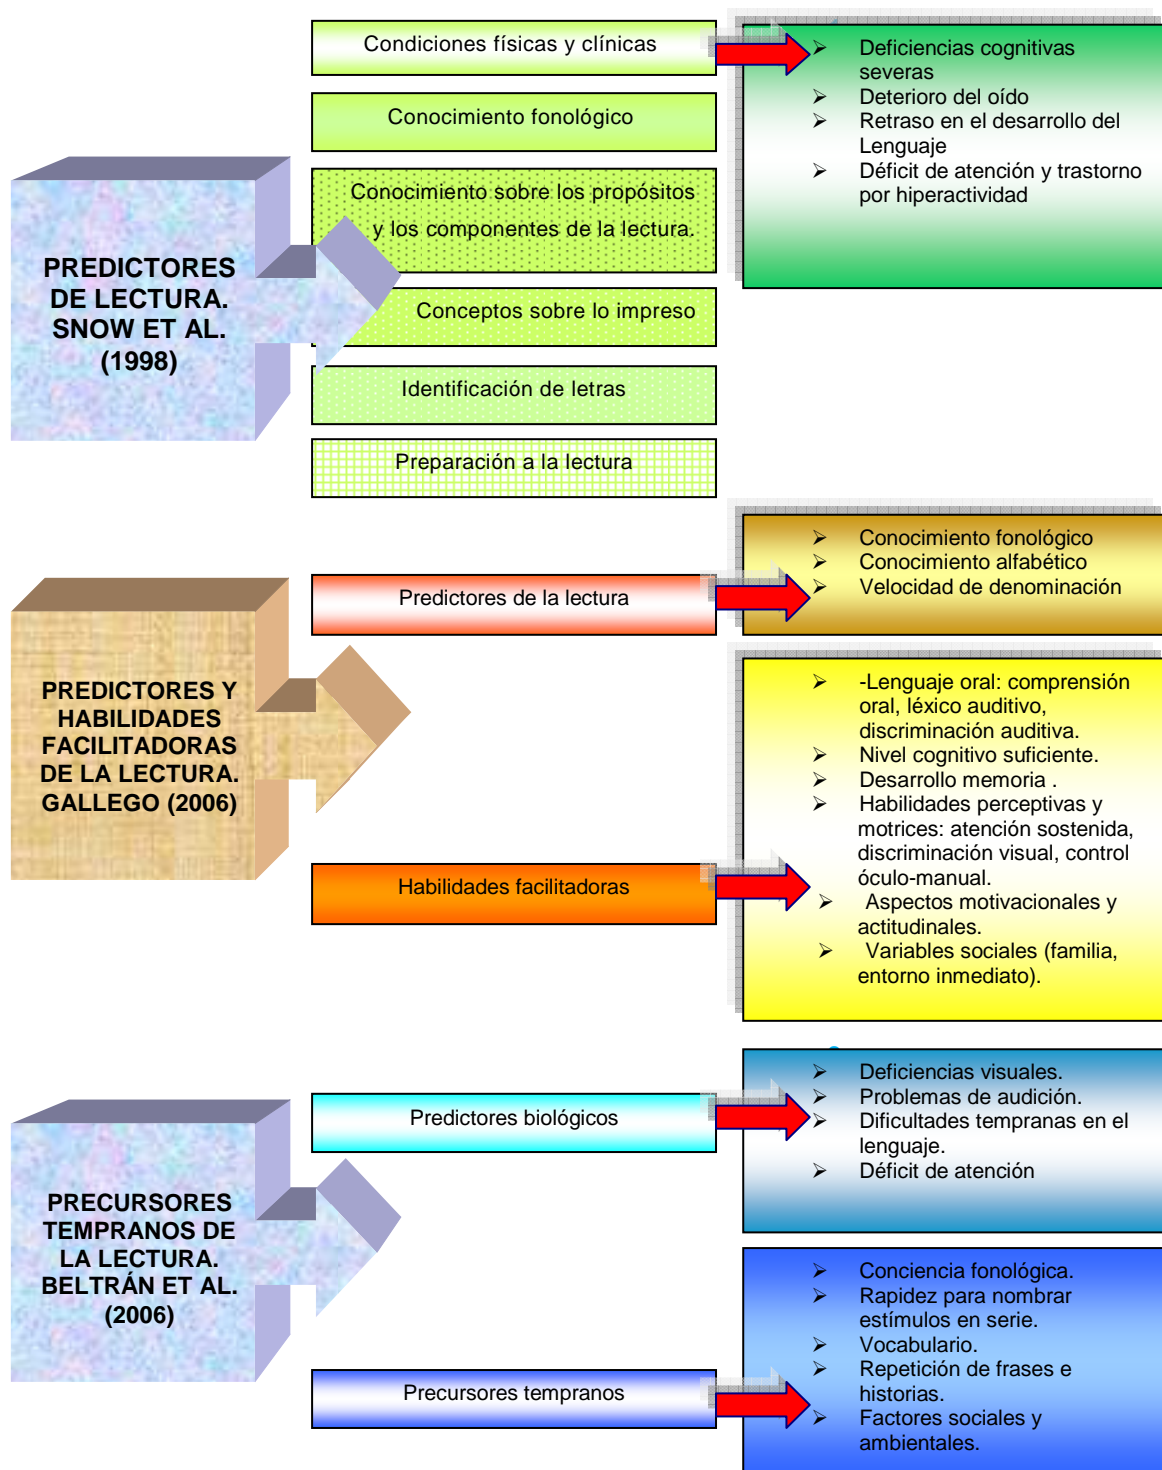 PREDICTORES
DE LECTURA.
SNOW ET AL.
(1998)
Condiciones físicas y clínicas
Conocimiento fonológico
Conocimiento sobre los propósitos
y los componentes de la lectura.
Conceptos sobre lo impreso
Identificación de letras
Preparación a la lectura
➢ Deficiencias cognitivas
severas
➢ Deterioro del oído
➢ Retraso en el desarrollo del
Lenguaje
➢ Déficit de atención y trastorno
por hiperactividad
PREDICTORES Y
HABILIDADES
FACILITADORAS
DE LA LECTURA.
GALLEGO (2006)
Predictores de la lectura
➢ Conocimiento fonológico
➢ Conocimiento alfabético
➢ Velocidad de denominación
Habilidades facilitadoras
➢ -Lenguaje oral: comprensión
oral, léxico auditivo,
discriminación auditiva.
➢ Nivel cognitivo suficiente.
➢ Desarrollo memoria .
➢ Habilidades perceptivas y
motrices: atención sostenida,
discriminación visual, control
óculo-manual.
➢ Aspectos motivacionales y
actitudinales.
➢ Variables sociales (familia,
entorno inmediato).
PRECURSORES
TEMPRANOS DE
LA LECTURA.
BELTRÁN ET AL.
(2006)
Predictores biológicos
➢ Deficiencias visuales.
➢ Problemas de audición.
➢ Dificultades tempranas en el
lenguaje.
➢ Déficit de atención
Precursores tempranos
➢ Conciencia fonológica.
➢ Rapidez para nombrar
estímulos en serie.
➢ Vocabulario.
➢ Repetición de frases e
historias.
➢ Factores sociales y
ambientales.